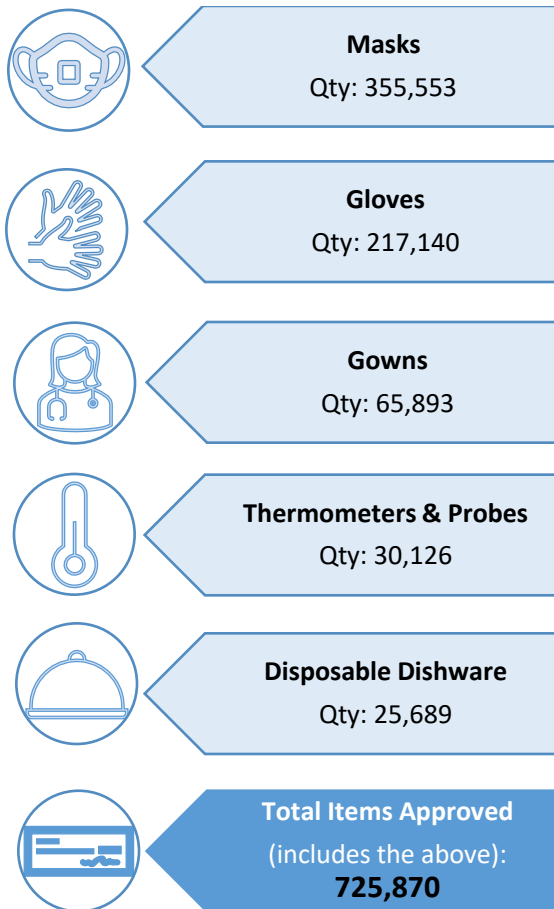 Masks
Qty: 355,553
Gloves
Qty: 217,140
Gowns
Qty: 65,893
Thermometers & Probes
Qty: 30,126
Disposable Dishware
Qty: 25,689
Total Items Approved
(includes the above):
725,870